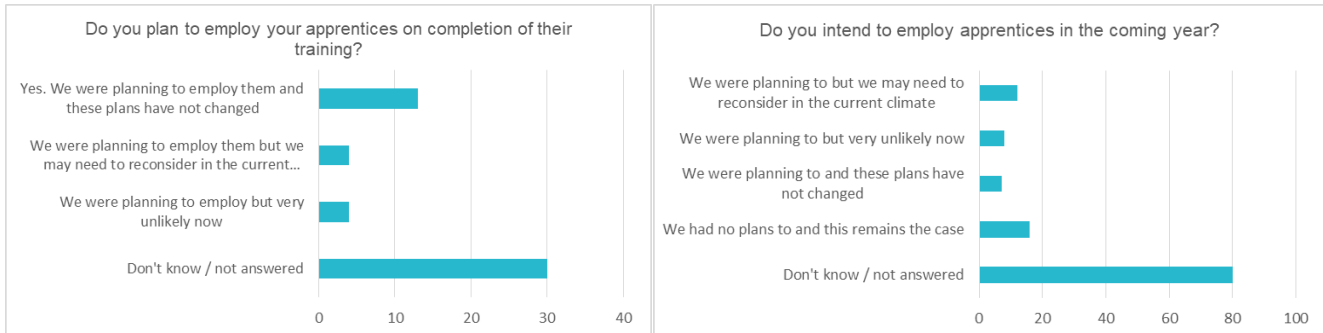 Do you plan to employ your apprentices on completion of their
training?
Yes. We were planning to employ them and
these plans have not changed
We were planning to employ them but we
may need to reconsider in the current…
We were planning to employ but very
unlikely now
Don't know / not answered
0 10 20 30 40
Do you intend to employ apprentices in the coming year?
We were planning to but we may need to
reconsider in the current climate
We were planning to but very unlikely now
We were planning to and these plans have
not changed
We had no plans to and this remains the case
Don't know / not answered
0 20 40 60 80 100